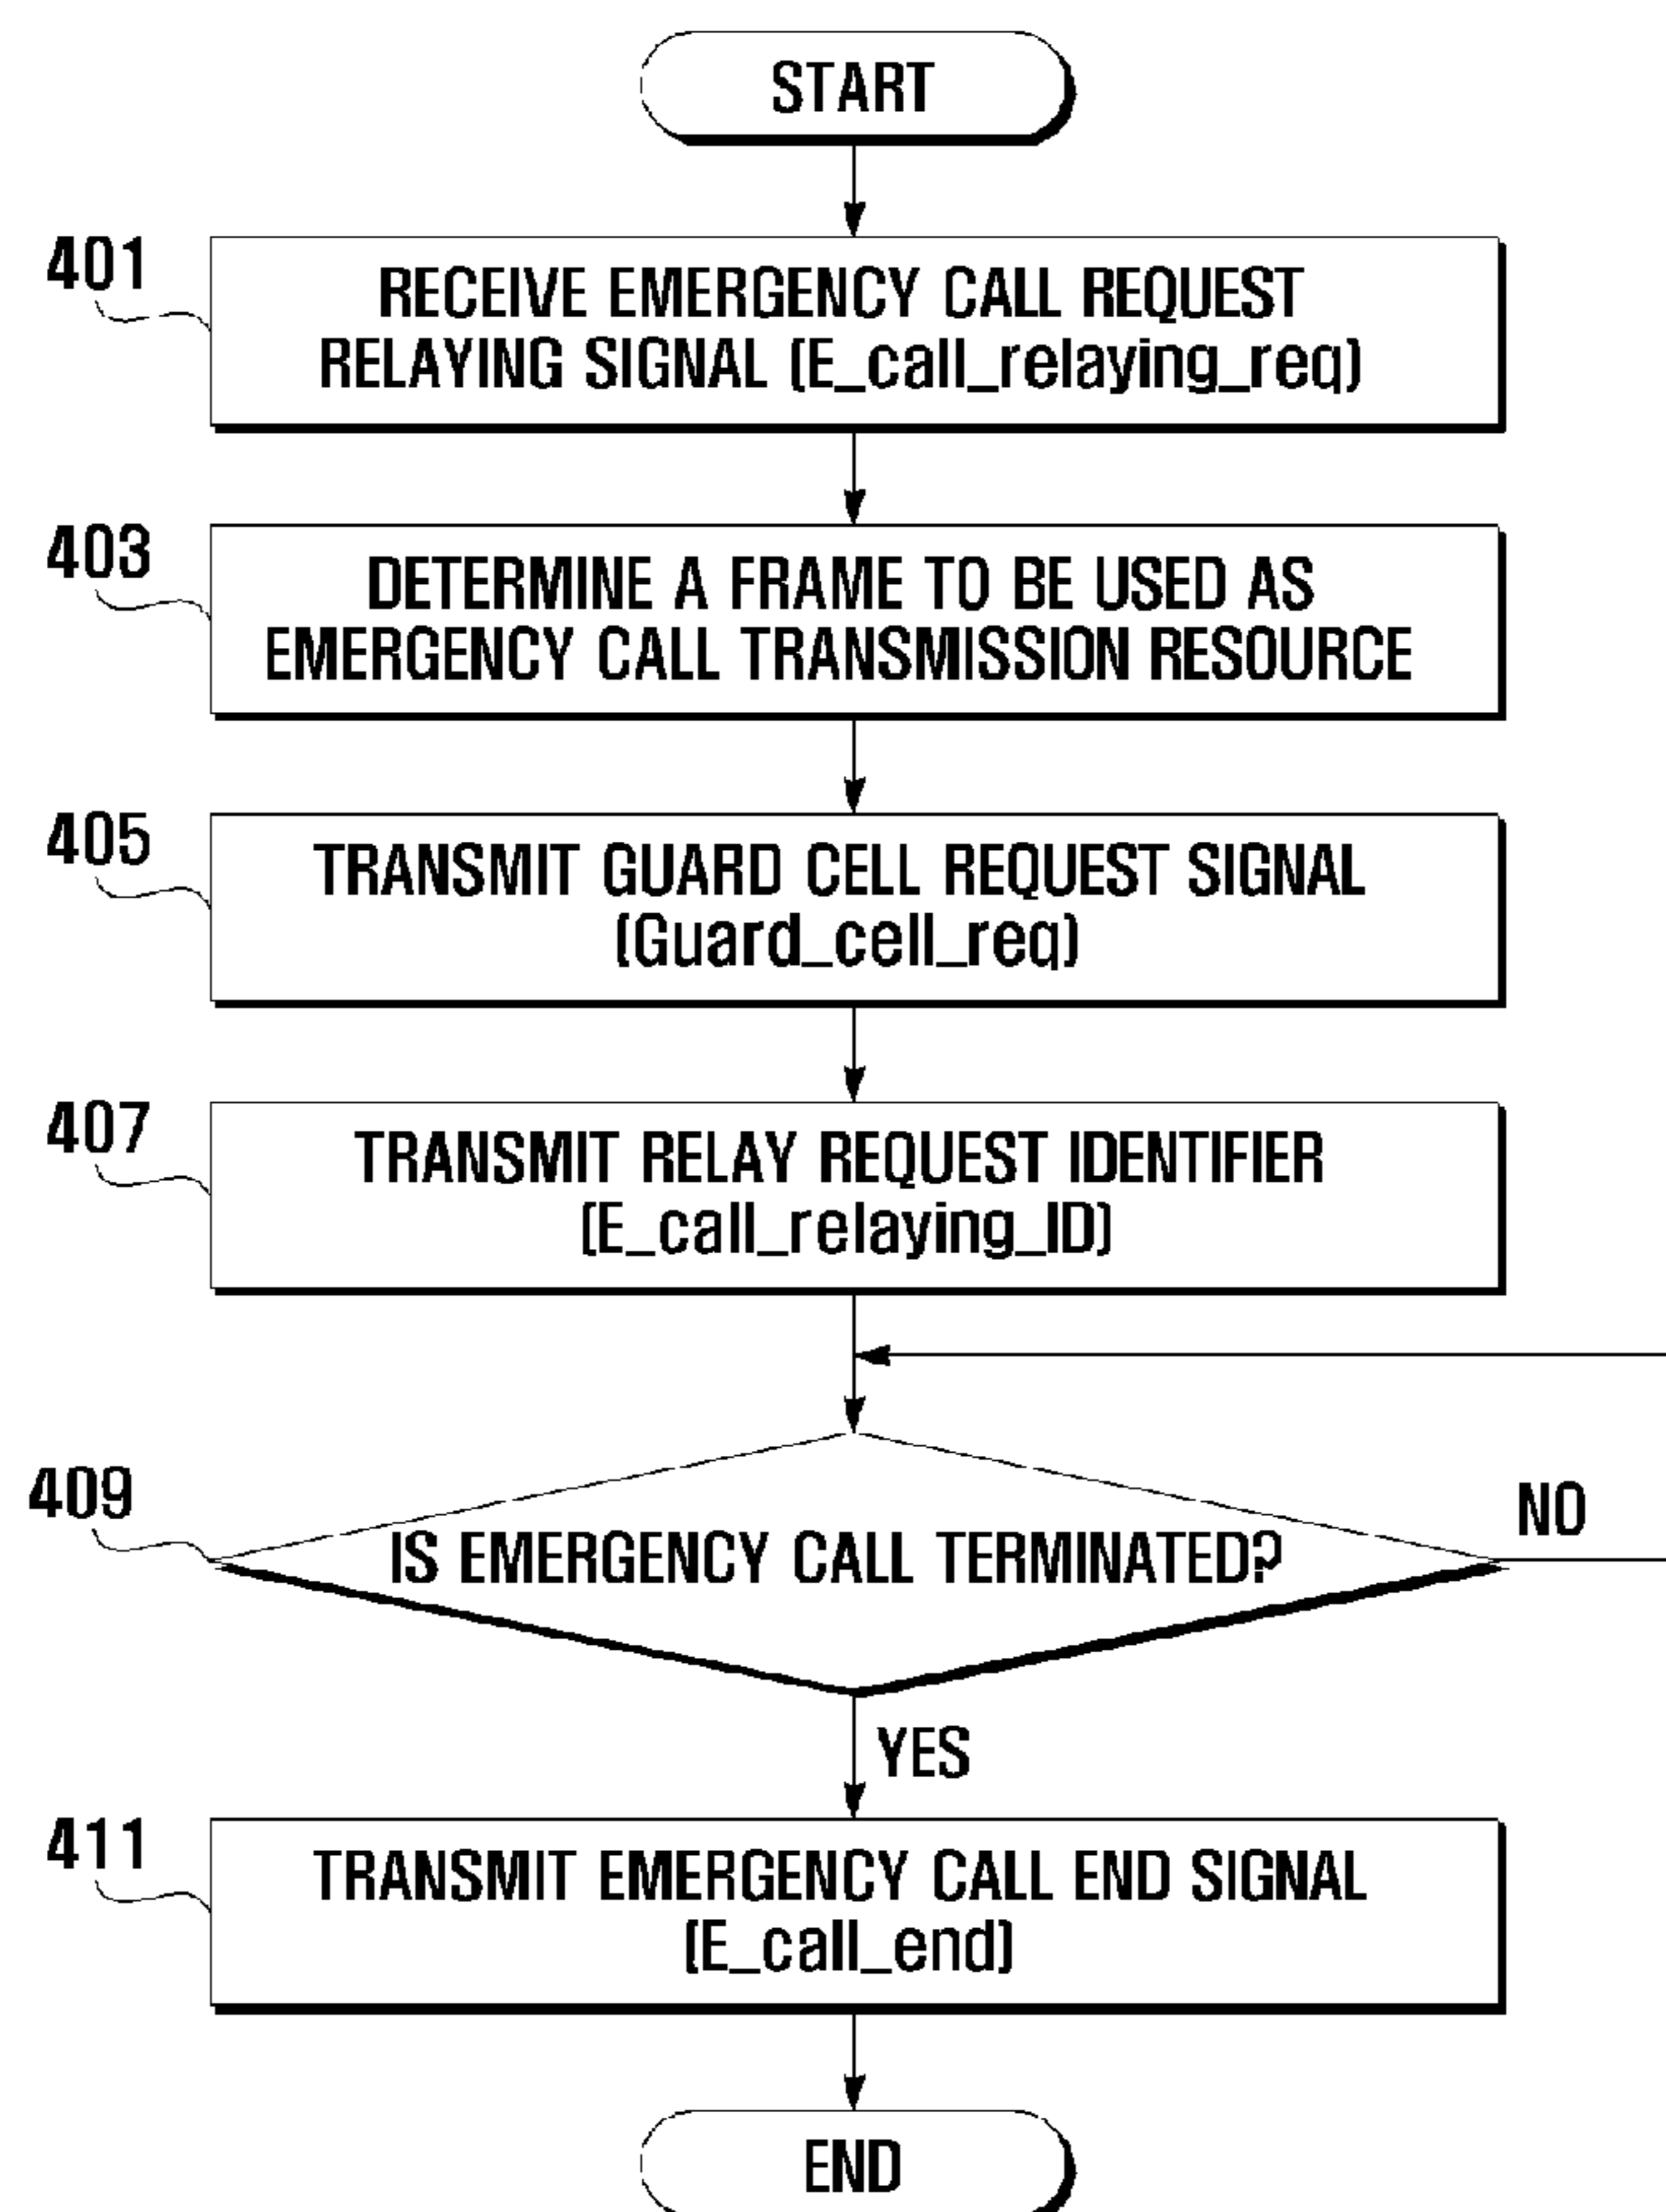 START
401
RECEIVE EMERGENCY CALL REQUEST
RELAYING SIGNAL (E_call_relaying_req)
403
DETERMINE A FRAME TO BE USED AS
EMERGENCY CALL TRANSMISSION RESOURCE
405
TRANSMIT GUARD CELL REQUEST SIGNAL
(Guard_cell_req)
407
TRANSMIT RELAY REQUEST IDENTIFIER
(E_call_relaying_ID)
409
IS EMERGENCY CALL TERMINATED?
NO
YES
411
TRANSMIT EMERGENCY CALL END SIGNAL
(E_call_end)
END